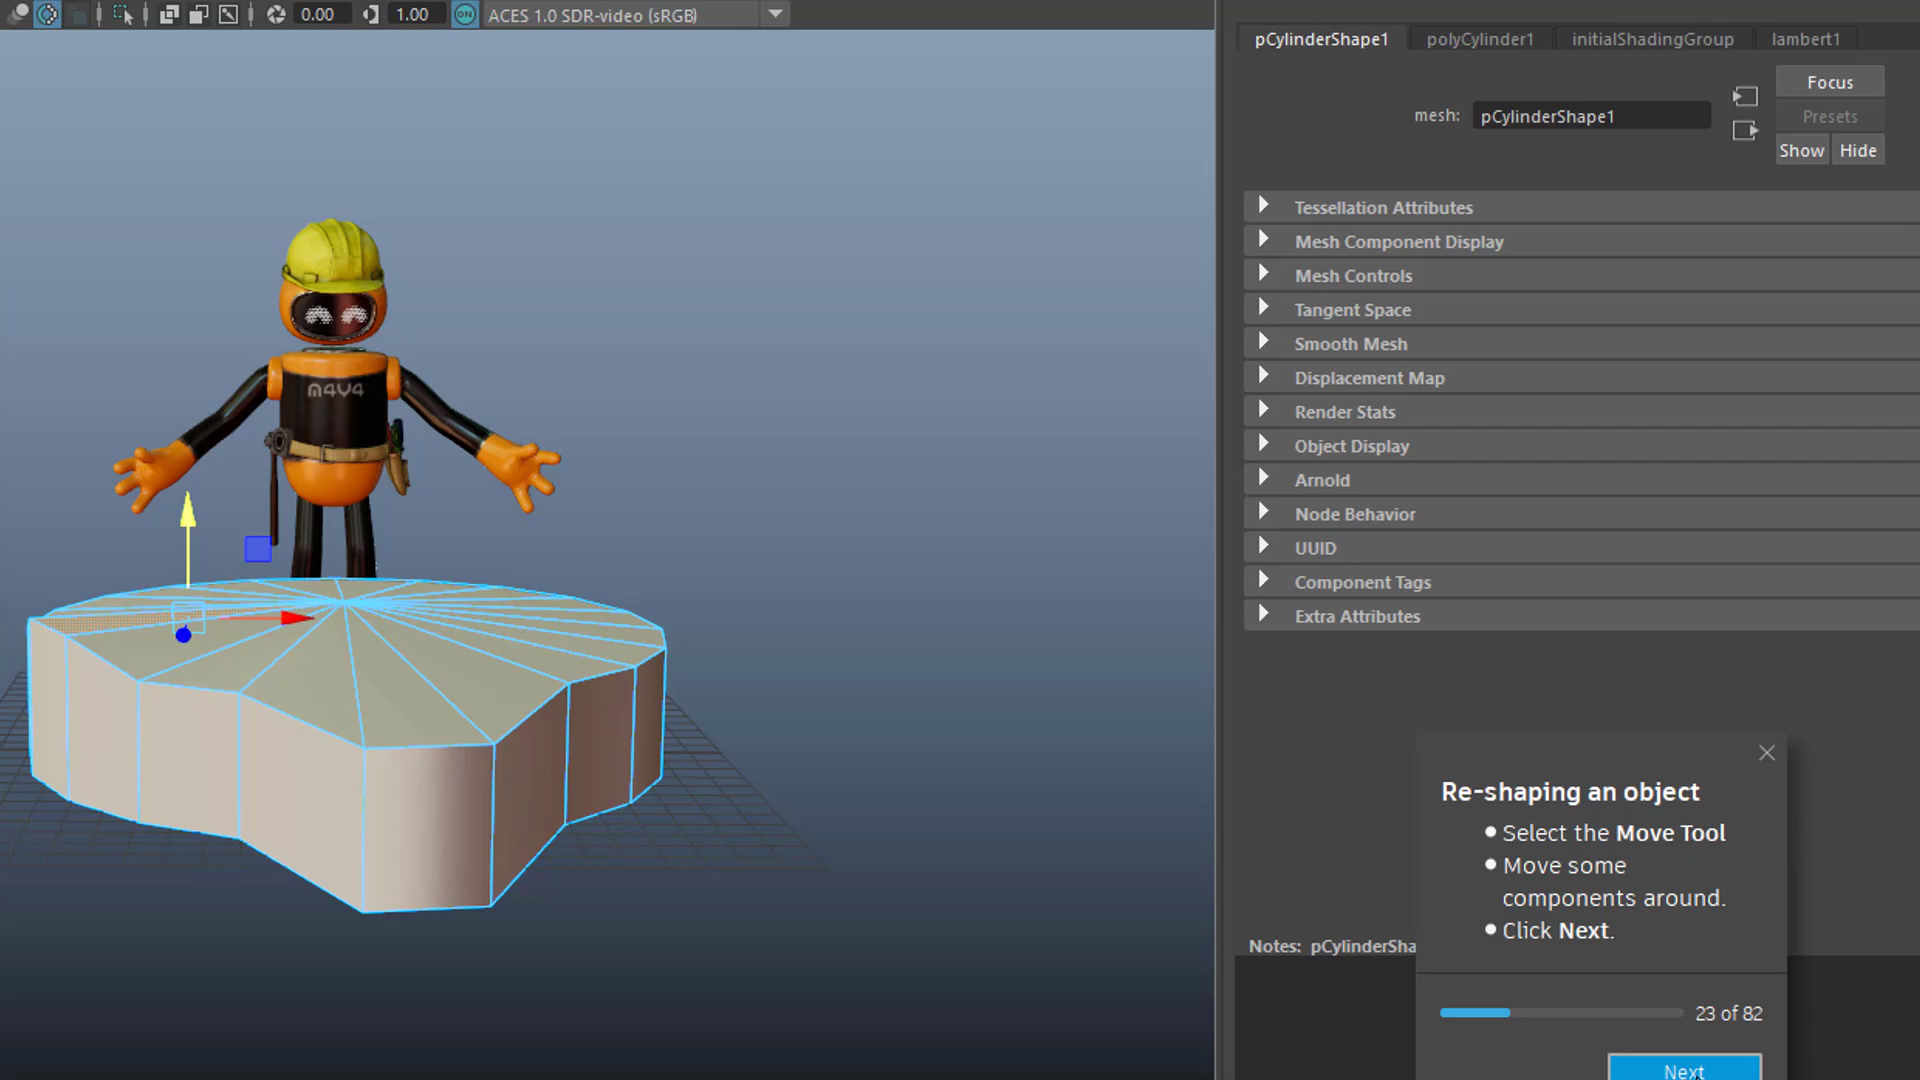 0.00 1.00 ON ACES 1.0 SDR-video (sRGB)
pCylinderShape1 polyCylinder1 initialShadingGroup lambert1
Focus
mesh: pCylinderShape1
Presets
Show Hide
Tessellation Attributes
Mesh Component Display
Mesh Controls
Tangent Space
Smooth Mesh
Displacement Map
Render Stats
Object Display
Arnold
Node Behavior
UUID
Component Tags
Extra Attributes
M4V4
Re-shaping an object
Select the Move Tool
Move some
components around.
Click Next.
Notes: pCylinderSha
23 of 82
Next